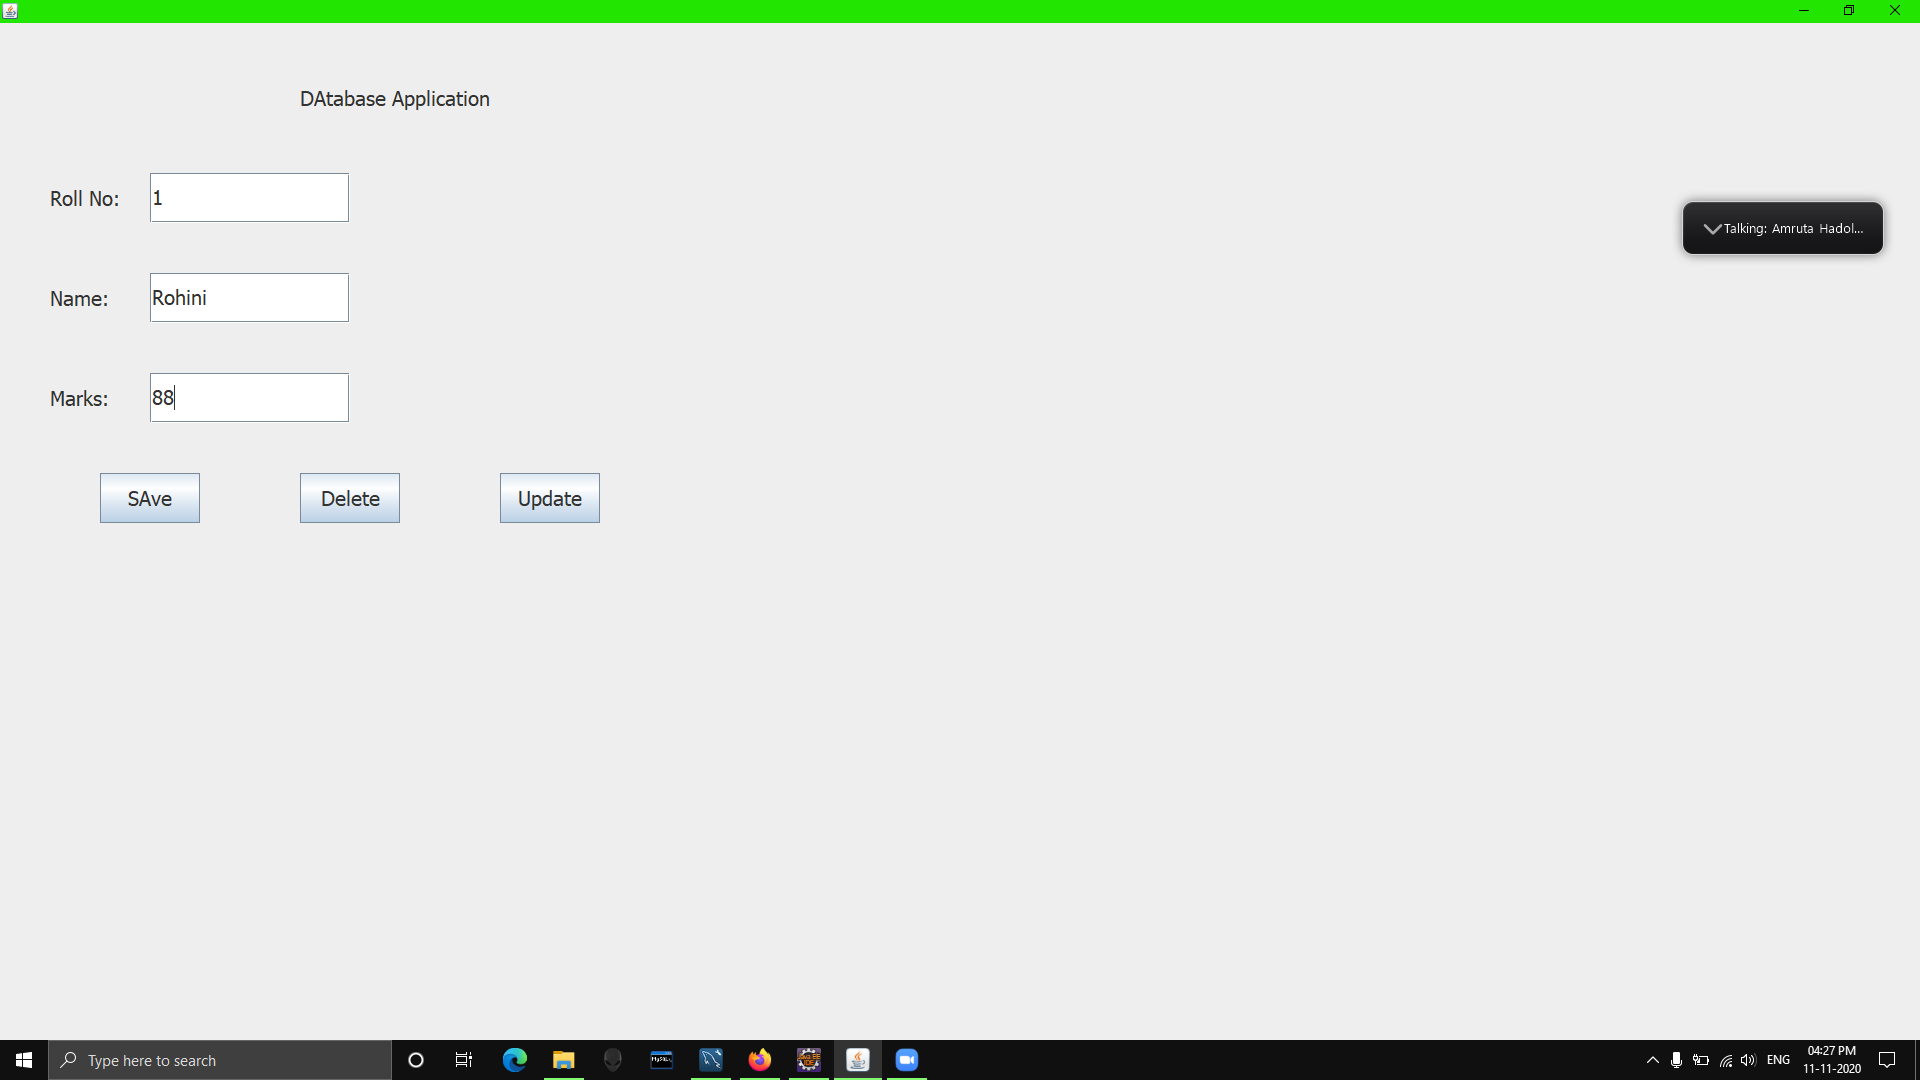 DAtabase Application
Roll No:
1
Talking: Amruta Hadol...
Name:
Rohini
Marks:
88
SAve
Delete
Update
Type here to search
ENG
04:27 PM
11-11-2020